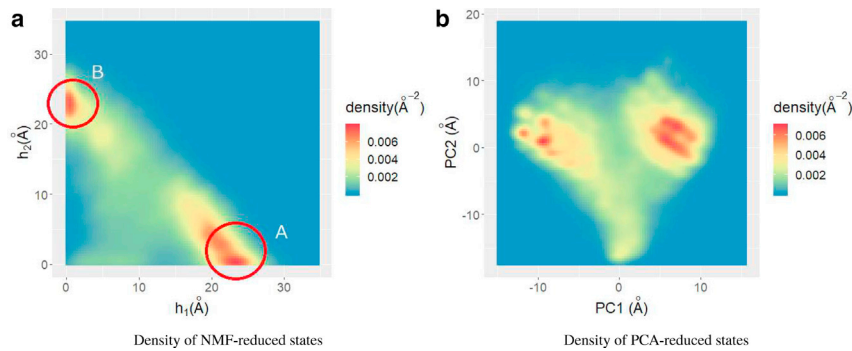 a
b
B
A
30
20
10
0
h₂(Å)
0
10
20
30
h₁(Å)
density(Å⁻²)
0.006
0.004
0.002
Density of NMF-reduced states
20
10
0
-10
PC2 (Å)
-10
0
10
PC1 (Å)
density(Å⁻²)
0.006
0.004
0.002
Density of PCA-reduced states